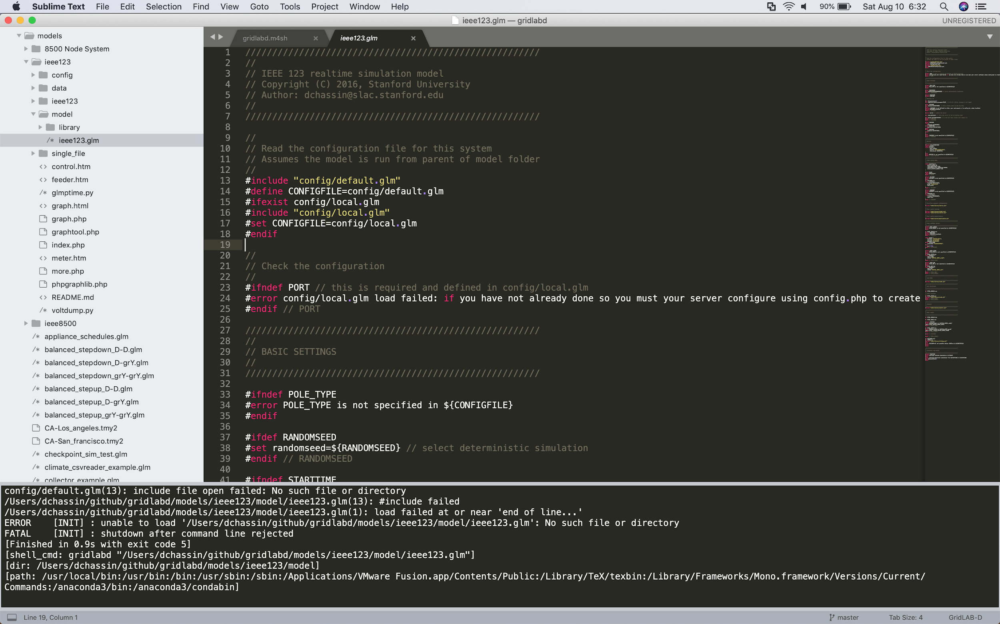 Sublime Text File Edit Selection Find View Goto Tools Project Window Help 90% Sat Aug 10 6:32
ieee123.glm — gridlabd UNREGISTERED
models
8500 Node System
ieee123
config
data
ieee123
model
library
/* ieee123.glm
single_file
<> control.htm
<> feeder.htm
/* glmptime.py
<> graph.html
graph.php
graphtool.php
index.php
<> meter.htm
more.php
phpgraphlib.php
<> README.md
/* voltdump.py
ieee8500
/* appliance_schedules.glm
/* balanced_stepdown_D-D.glm
/* balanced_stepdown_D-grY.glm
/* balanced_stepdown_grY-grY.glm
/* balanced_stepup_D-D.glm
/* balanced_stepup_D-grY.glm
/* balanced_stepup_grY-grY.glm
CA-Los_angeles.tmy2
CA-San_francisco.tmy2
/* checkpoint_sim_test.glm
/* climate_csvreader_example.glm
/* collector_example.glm
gridlabd.m4sh × ieee123.glm ×
1 ///////////////////////////////////////////////////////
2 //
3 // IEEE 123 realtime simulation model
4 // Copyright (C) 2016, Stanford University
5 // Author: dchassin@slac.stanford.edu
6 //
7 ///////////////////////////////////////////////////////
8
9 //
10 // Read the configuration file for this system
11 // Assumes the model is run from parent of model folder
12 //
13 #include "config/default.glm"
14 #define CONFIGFILE=config/default.glm
15 #ifexist config/local.glm
16 #include "config/local.glm"
17 #set CONFIGFILE=config/local.glm
18 #endif
19
20 //
21 // Check the configuration
22 //
23 #ifndef PORT // this is required and defined in config/local.glm
24 #error config/local.glm load failed: if you have not already done so you must your server configure using config.php to create
25 #endif // PORT
26
27 ///////////////////////////////////////////////////////
28 //
29 // BASIC SETTINGS
30 //
31 ///////////////////////////////////////////////////////
32
33 #ifndef POLE_TYPE
34 #error POLE_TYPE is not specified in ${CONFIGFILE}
35 #endif
36
37 #ifdef RANDOMSEED
38 #set randomseed=${RANDOMSEED} // select deterministic simulation
39 #endif // RANDOMSEED
40
41 #ifndef STARTTIME
config/default.glm(13): include file open failed: No such file or directory
/Users/dchassin/github/gridlabd/models/ieee123/model/ieee123.glm(13): #include failed
/Users/dchassin/github/gridlabd/models/ieee123/model/ieee123.glm(1): load failed at or near 'end of line...'
ERROR [INIT] : unable to load '/Users/dchassin/github/gridlabd/models/ieee123/model/ieee123.glm': No such file or directory
FATAL [INIT] : shutdown after command line rejected
[Finished in 0.9s with exit code 5]
[shell_cmd: gridlabd "/Users/dchassin/github/gridlabd/models/ieee123/model/ieee123.glm"]
[dir: /Users/dchassin/github/gridlabd/models/ieee123/model]
[path: /usr/local/bin:/usr/bin:/bin:/usr/sbin:/sbin:/Applications/VMware Fusion.app/Contents/Public:/Library/TeX/texbin:/Library/Frameworks/Mono.framework/Versions/Current/
Commands:/anaconda3/bin:/anaconda3/condabin]
Line 19, Column 1 master Tab Size: 4 GridLAB-D